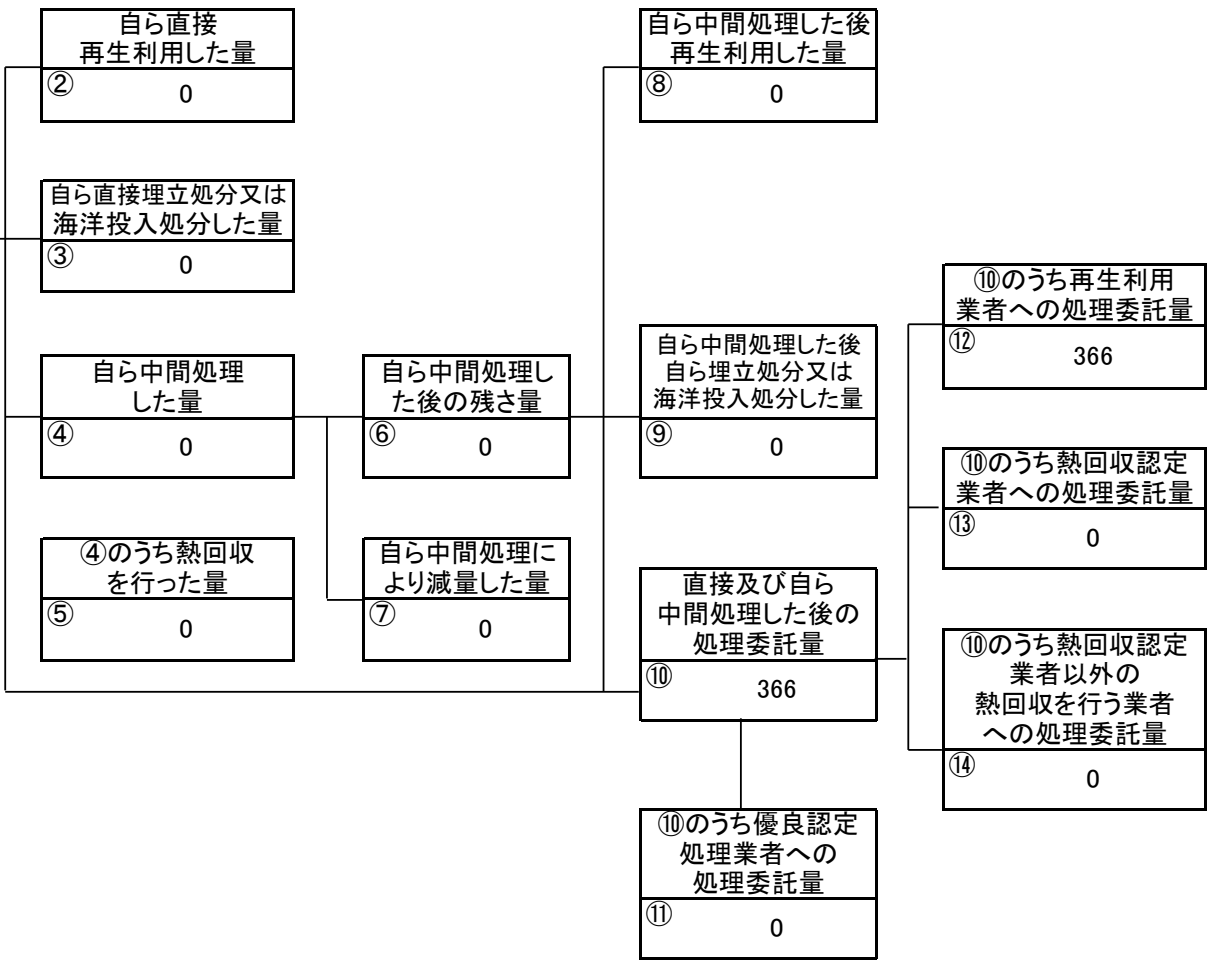 自ら直接
再生利用した量
②
0
自ら直接埋立処分又は
海洋投入処分した量
③
0
自ら中間処理
した量
④
0
④のうち熱回収
を行った量
⑤
0
自ら中間処理し
た後の残さ量
⑥
0
自ら中間処理に
より減量した量
⑦
0
自ら中間処理した後
再生利用した量
⑧
0
自ら中間処理した後
自ら埋立処分又は
海洋投入処分した量
⑨
0
直接及び自ら
中間処理した後の
処理委託量
⑩
366
⑩のうち優良認定
処理業者への
処理委託量
⑪
0
⑩のうち再生利用
業者への処理委託量
⑫
366
⑩のうち熱回収認定
業者への処理委託量
⑬
0
⑩のうち熱回収認定
業者以外の
熱回収を行う業者
への処理委託量
⑭
0